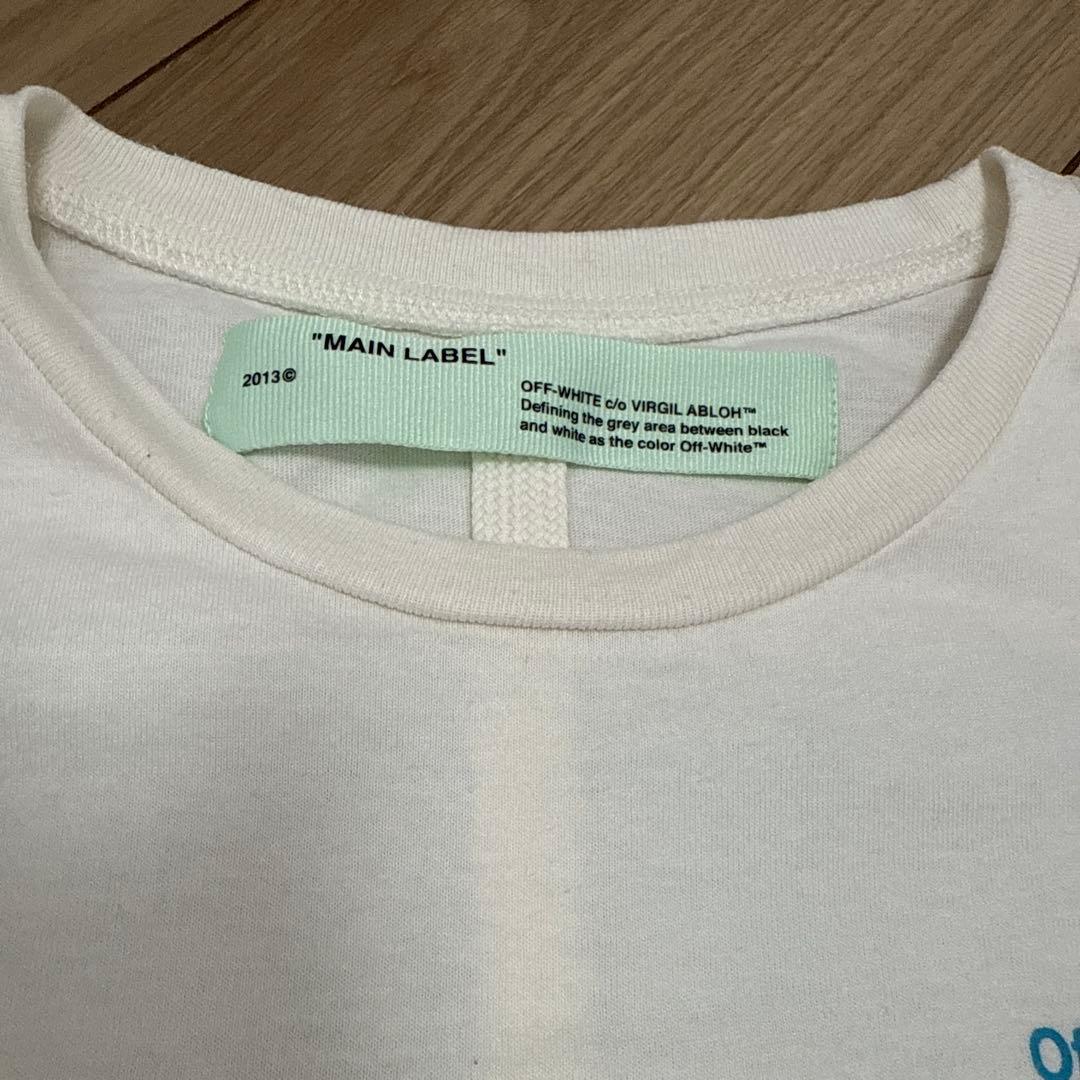 "MAIN LABEL"
2013©
OFF-WHITE c/o VIRGIL ABLOH™
Defining the grey area between black
and white as the color Off-White™